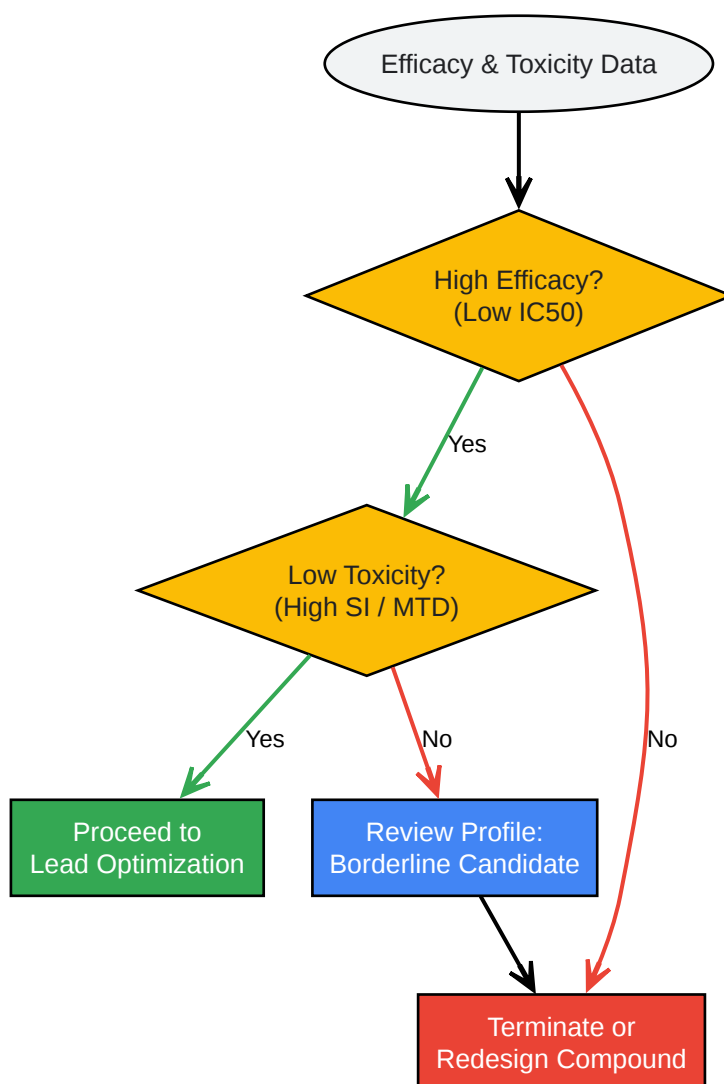 Efficacy & Toxicity Data
High Efficacy?
(Low IC50)
Yes
Low Toxicity?
(High SI / MTD)
Yes
No
No
Proceed to
Lead Optimization
Review Profile:
Borderline Candidate
Terminate or
Redesign Compound